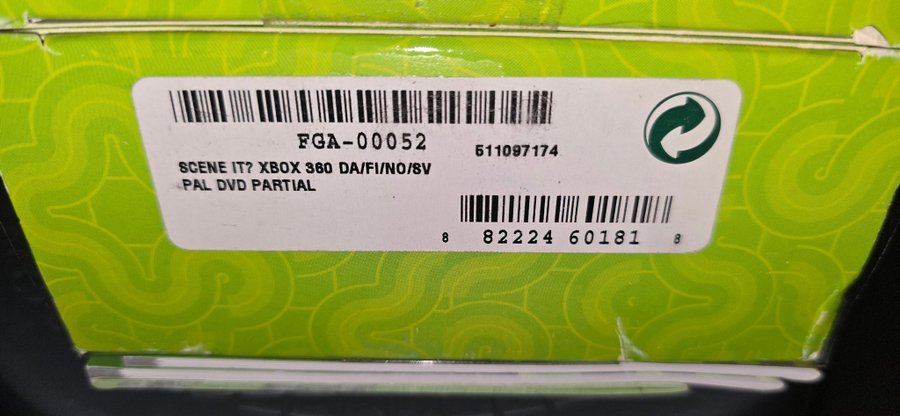 FGA-00052
511097174
SCENE IT? XBOX 360 DA/FI/NO/SV
PAL DVD PARTIAL
8 82224 60181 8